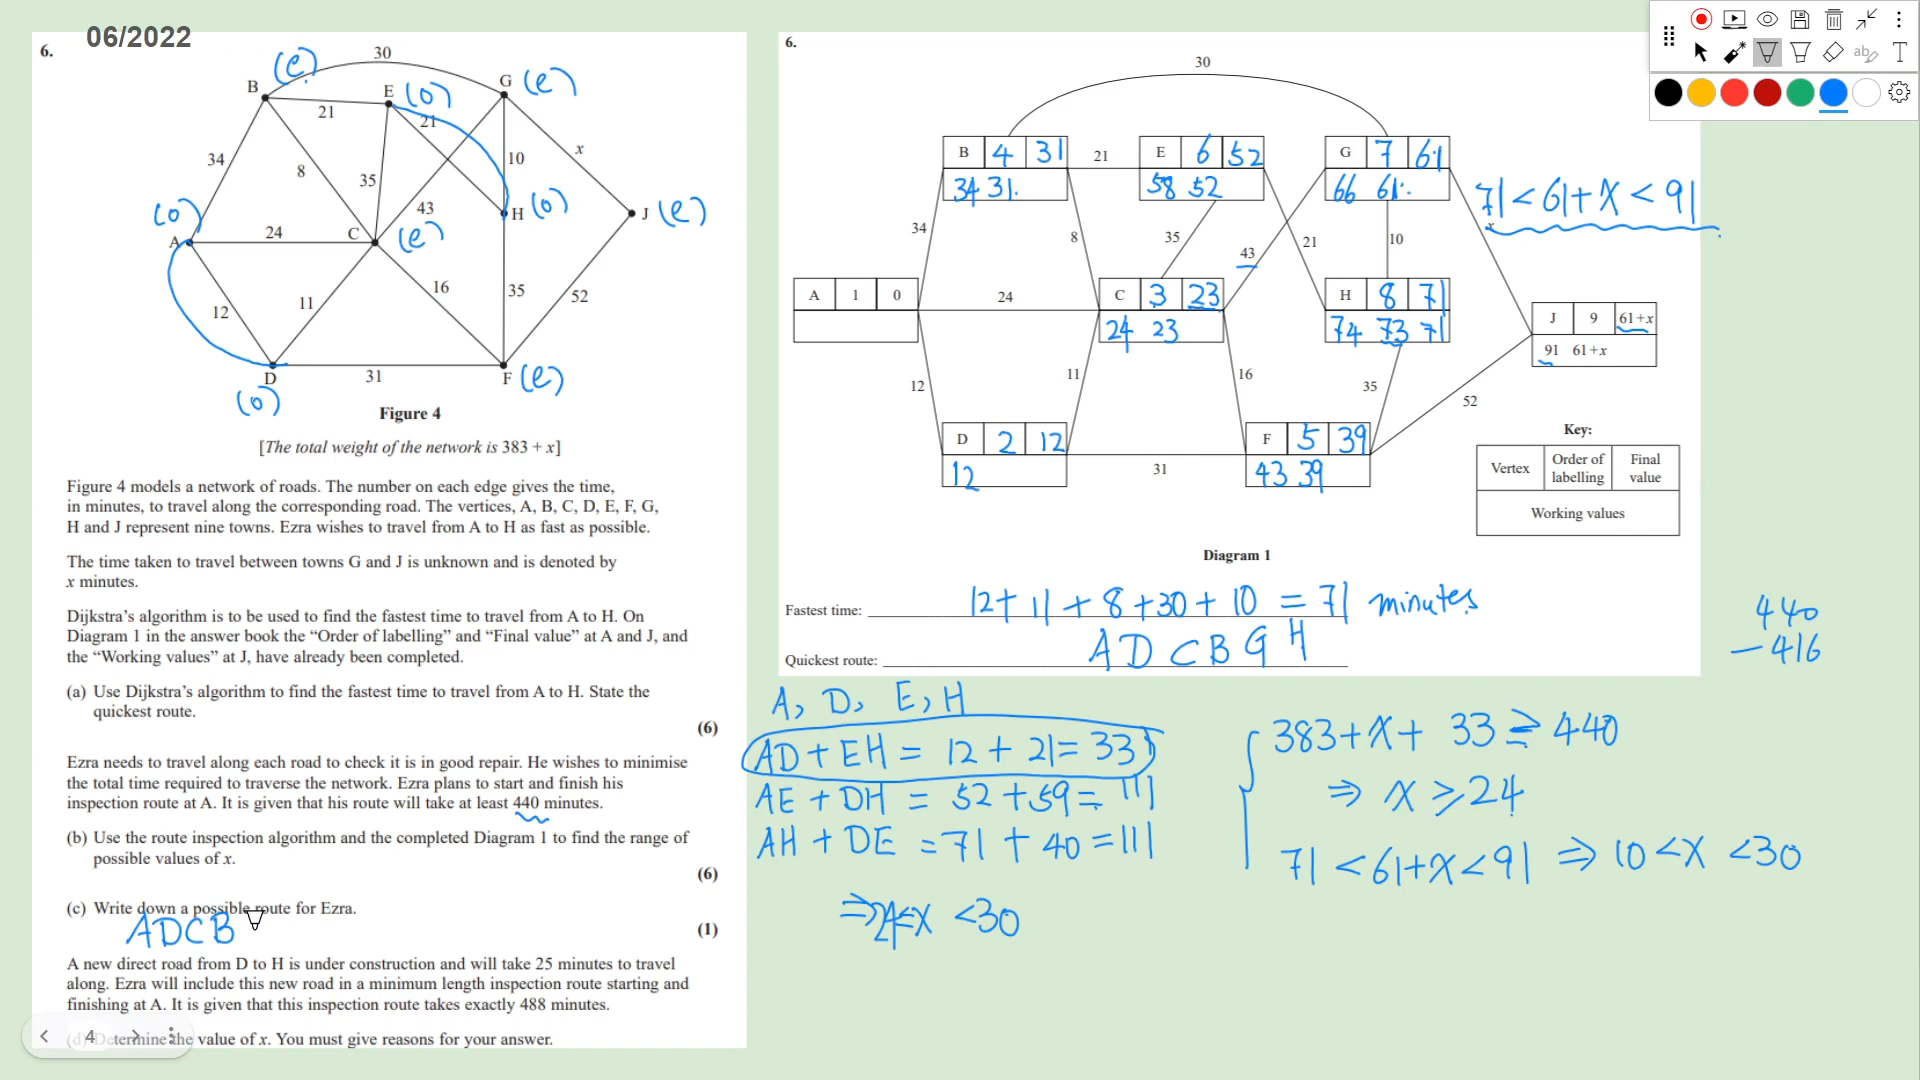 06/2022
6.
30
B (e)
E (o)
G (e)
21
21
34
8
35
10
x
43
H (o)
J (e)
(o)
A
24
C
(e)
12
11
16
35
52
D
(o)
31
F (e)
Figure 4
[The total weight of the network is 383 + x]
Figure 4 models a network of roads. The number on each edge gives the time,
in minutes, to travel along the corresponding road. The vertices, A, B, C, D, E, F, G,
H and J represent nine towns. Ezra wishes to travel from A to H as fast as possible.
The time taken to travel between towns G and J is unknown and is denoted by
x minutes.
Dijkstra's algorithm is to be used to find the fastest time to travel from A to H. On
Diagram 1 in the answer book the “Order of labelling” and “Final value” at A and J, and
the “Working values” at J, have already been completed.
(a) Use Dijkstra's algorithm to find the fastest time to travel from A to H. State the
quickest route.
(6)
Ezra needs to travel along each road to check it is in good repair. He wishes to minimise
the total time required to traverse the network. Ezra plans to start and finish his
inspection route at A. It is given that his route will take at least 440 minutes.
(b) Use the route inspection algorithm and the completed Diagram 1 to find the range of
possible values of x.
(6)
(c) Write down a possible route for Ezra.
ADCB
(1)
A new direct road from D to H is under construction and will take 25 minutes to travel
along. Ezra will include this new road in a minimum length inspection route starting and
finishing at A. It is given that this inspection route takes exactly 488 minutes.
(d) Determine the value of x. You must give reasons for your answer.
4
6.
30
B 4 31
34 31
21
E 6 52
58 52
G 7 61
66 61
71 < 61+x < 91
x
34
8
35
43
21
10
A 1 0
24
C 3 23
24 23
H 8 71
74 73 71
J 9 61+x
91 61+x
12
11
16
35
52
D 2 12
12
31
F 5 39
43 39
Key:
Vertex
Order of labelling
Final value
Working values
Diagram 1
Fastest time: 12+11+8+30+10 = 71 minutes
Quickest route: A D C B G H
440
-416
A, D, E, H
AD + EH = 12 + 21 = 33
AE + DH = 52 + 59 = 111
AH + DE = 71 + 40 = 111
383+x+ 33 ≥ 440
⇒ x ≥ 24
71 < 61+x < 91 ⇒ 10 < x < 30
T